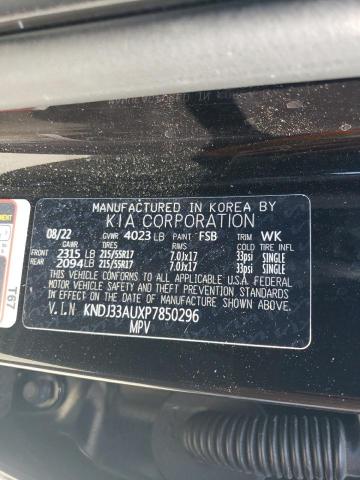 MANUFACTURED IN KOREA BY
KIA CORPORATION
08/22 GVWR 4023 LB PAINT FSB TRIM WK
GAWR TIRES RIMS COLD TIRE INFL
FRONT 2315 LB 215/55R17 7.0Jx17 33psi SINGLE
REAR 2094 LB 215/55R17 7.0Jx17 33psi SINGLE
THIS VEHICLE CONFORMS TO ALL APPLICABLE U.S.A. FEDERAL
MOTOR VEHICLE SAFETY, BUMPER, AND THEFT PREVENTION
STANDARDS IN EFFECT ON THE DATE OF MANUFACTURE SHOWN ABOVE.
V.I.N KNDJ33AUXP7850296
MPV
T67